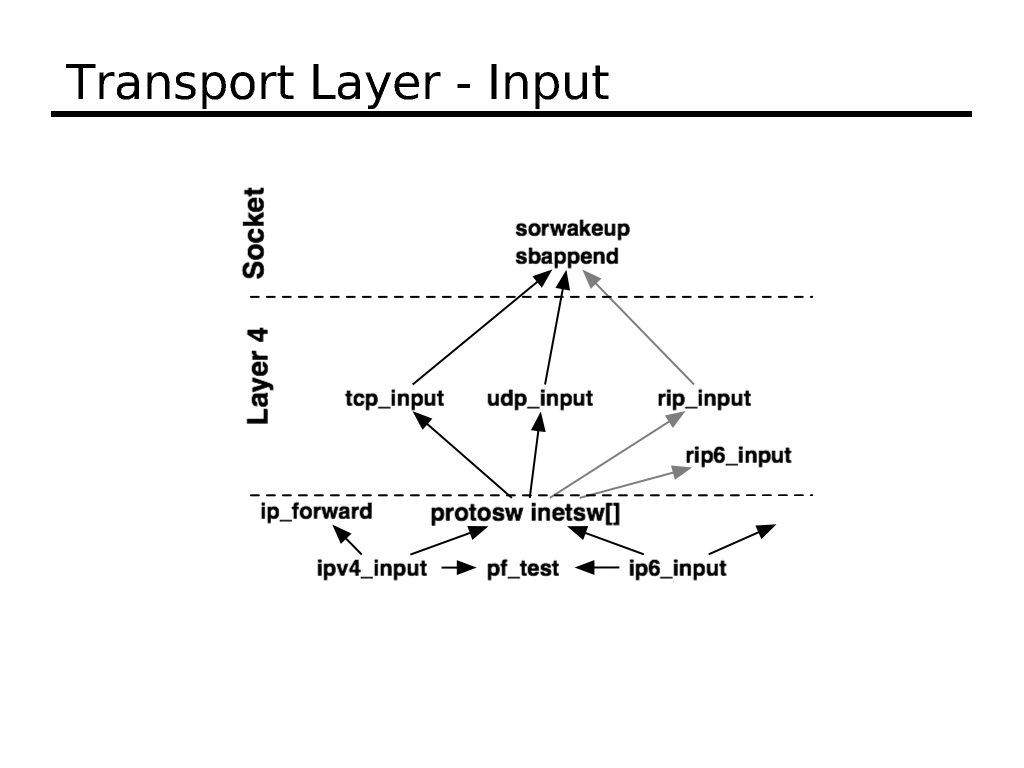 Transport Layer - Input
Socket
sorwakeup
sbappend
Layer 4
tcp_input udp_input rip_input
rip6_input
ip_forward protosw inetsw[]
ipv4_input pf_test ip6_input